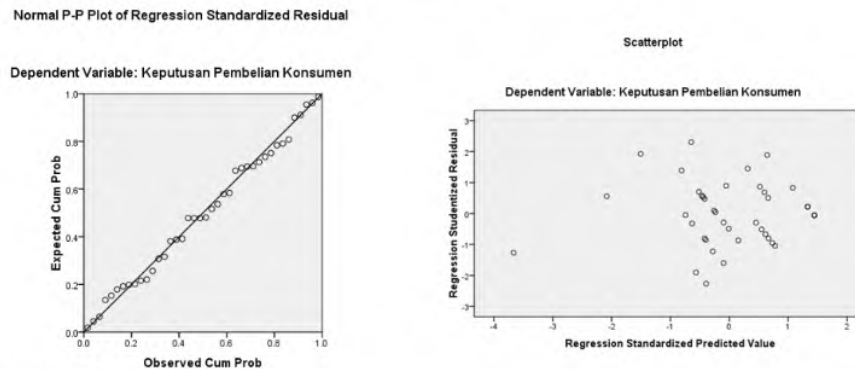 Normal P-P Plot of Regression Standardized Residual
Dependent Variable: Keputusan Pembelian Konsumen
Expected Cum Prob
1.0
0.8
0.6
0.4
0.2
0.0
0.0 0.2 0.4 0.6 0.8 1.0
Observed Cum Prob
Scatterplot
Dependent Variable: Keputusan Pembelian Konsumen
Regression Studentized Residual
3
2
1
0
-1
-2
-3
-4 -3 -2 -1 0 1 2
Regression Standardized Predicted Value